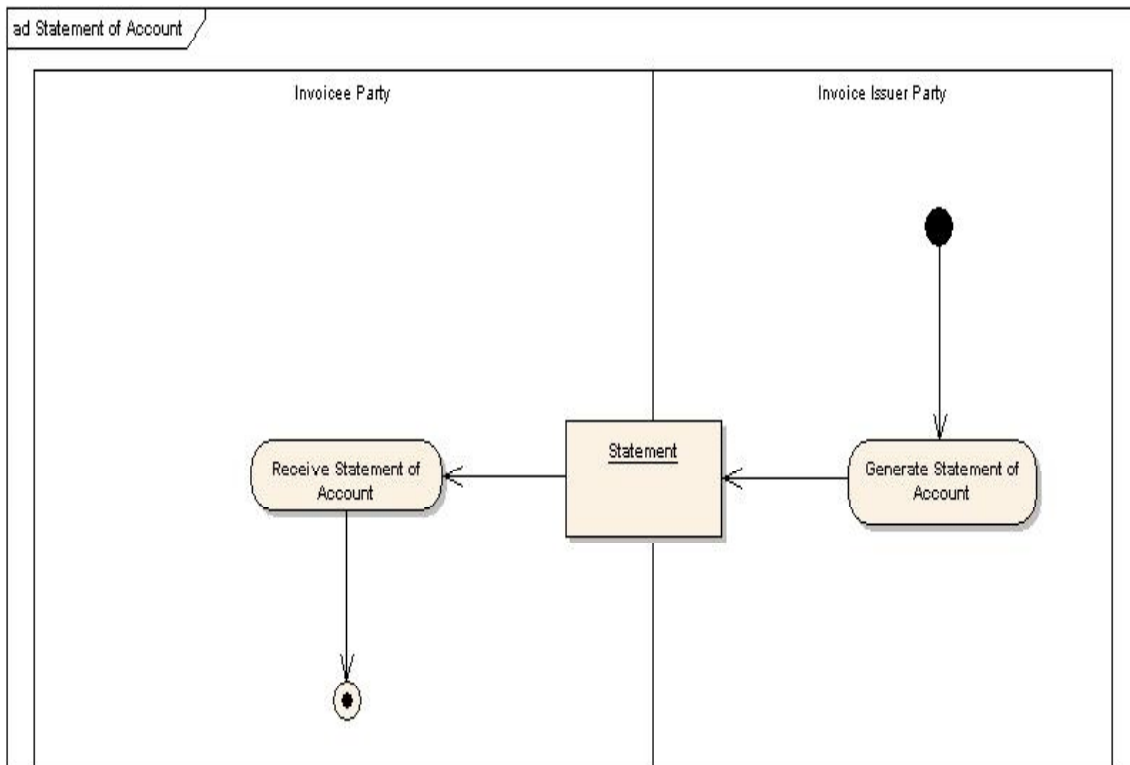 ad Statement of Account
Invoicee Party
Invoice Issuer Party
Receive Statement of
Account
Statement
Generate Statement of
Account